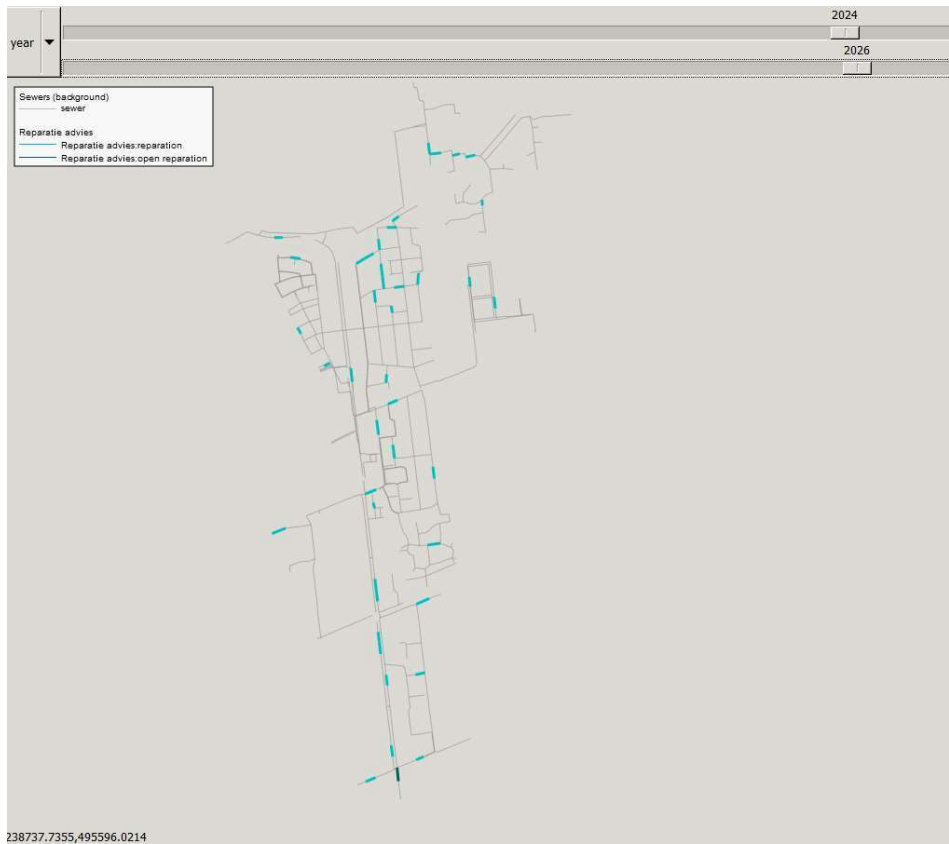 2024
year
2026
Sewers (background)
sewer
Reparatie advies
Reparatie advies:reparation
Reparatie advies:open reparation
238737.7355,495596.0214